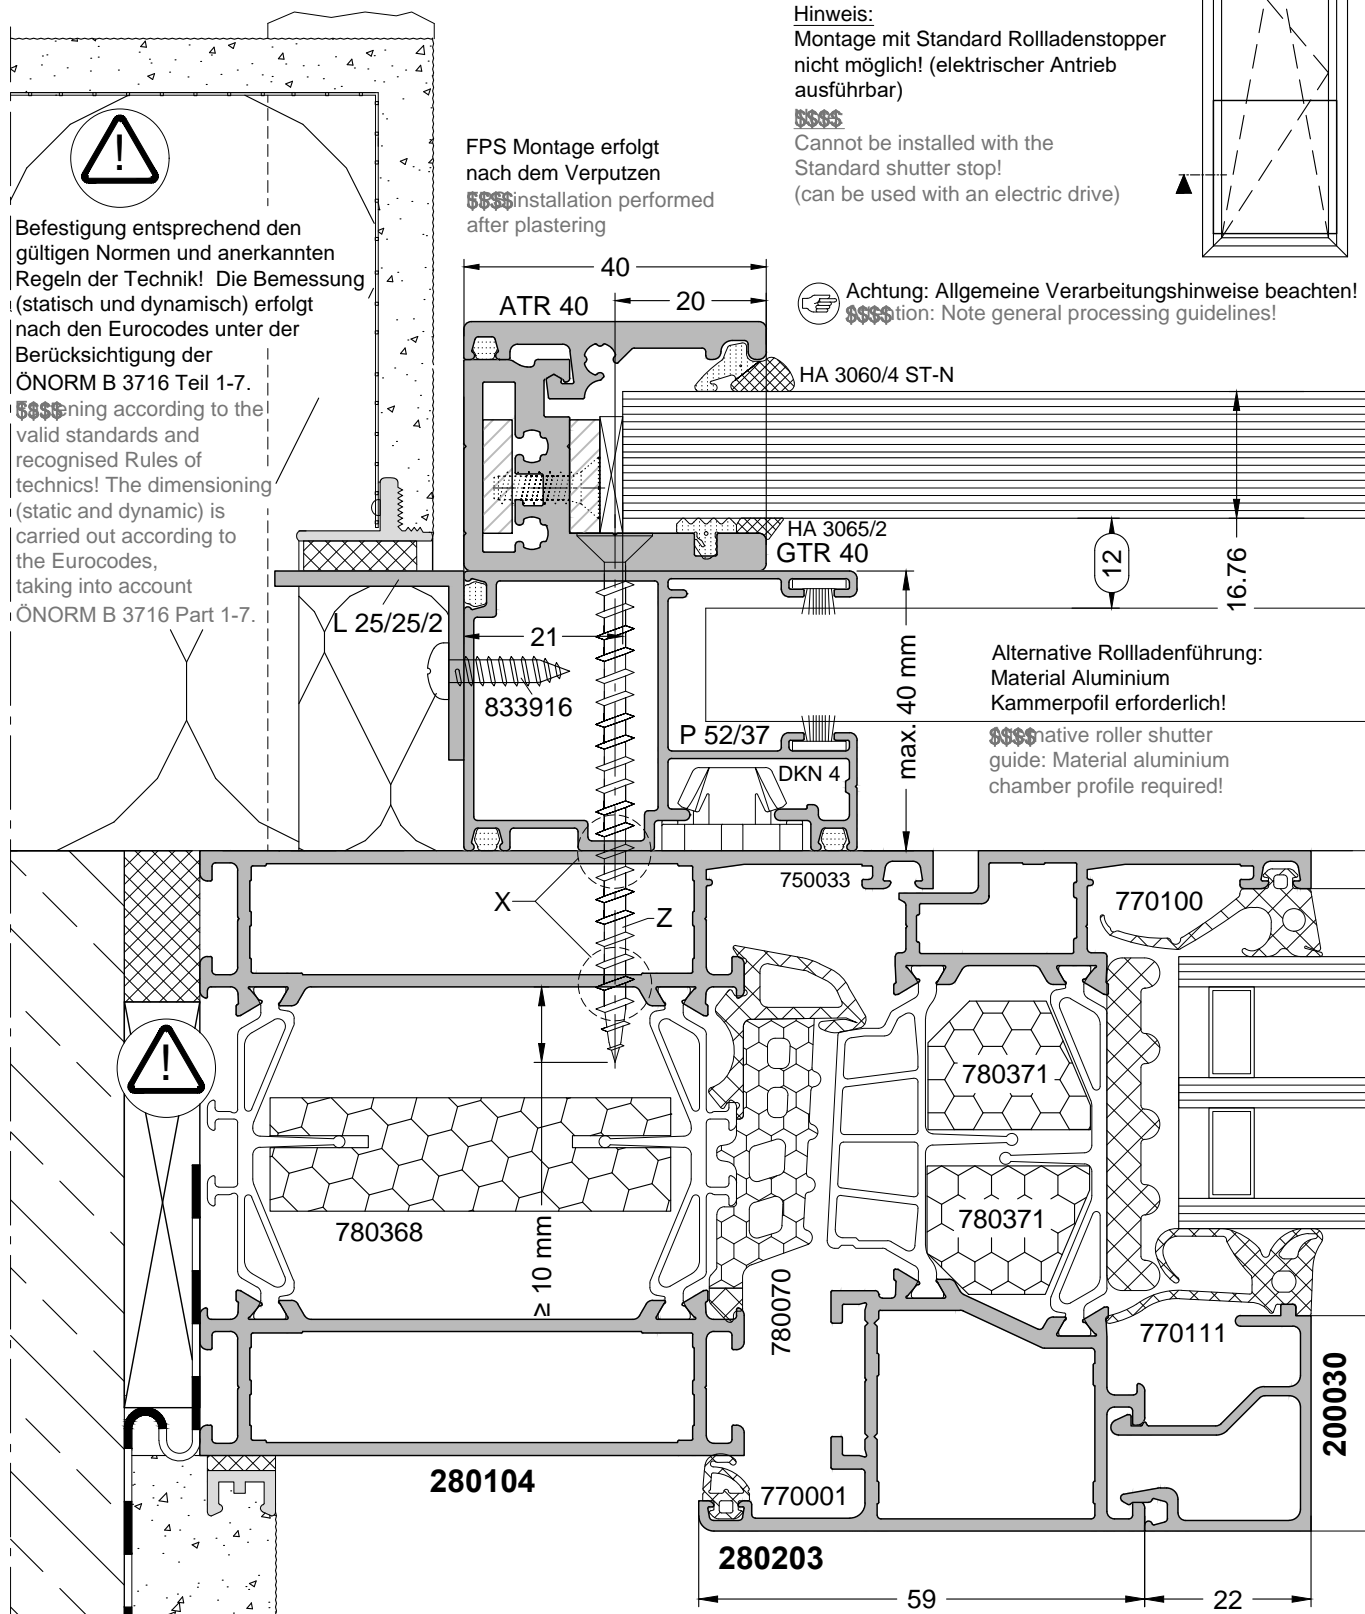 Hinweis:
Montage mit Standard Rollladenstopper
nicht möglich! (elektrischer Antrieb
ausführbar)
$$$$
Cannot be installed with the
Standard shutter stop!
(can be used with an electric drive)
FPS Montage erfolgt
nach dem Verputzen
$$$$ installation performed
after plastering
Befestigung entsprechend den
gültigen Normen und anerkannten
Regeln der Technik! Die Bemessung
(statisch und dynamisch) erfolgt
nach den Eurocodes unter der
Berücksichtigung der
ÖNORM B 3716 Teil 1-7.
$$$$ening according to the
valid standards and
recognised Rules of
technics! The dimensioning
(static and dynamic) is
carried out according to
the Eurocodes,
taking into account
ÖNORM B 3716 Part 1-7.
!
40
ATR 40
20
Achtung: Allgemeine Verarbeitungshinweise beachten!
$$$$tion: Note general processing guidelines!
HA 3060/4 ST-N
HA 3065/2
GTR 40
12
16.76
L 25/25/2
21
833916
P 52/37
DKN 4
max. 40 mm
Alternative Rollladenführung:
Material Aluminium
Kammerpofil erforderlich!
$$$$native roller shutter
guide: Material aluminium
chamber profile required!
750033
770100
X
Z
!
780371
780371
780368
≥ 10 mm
780070
770111
200030
280104
770001
280203
59
22